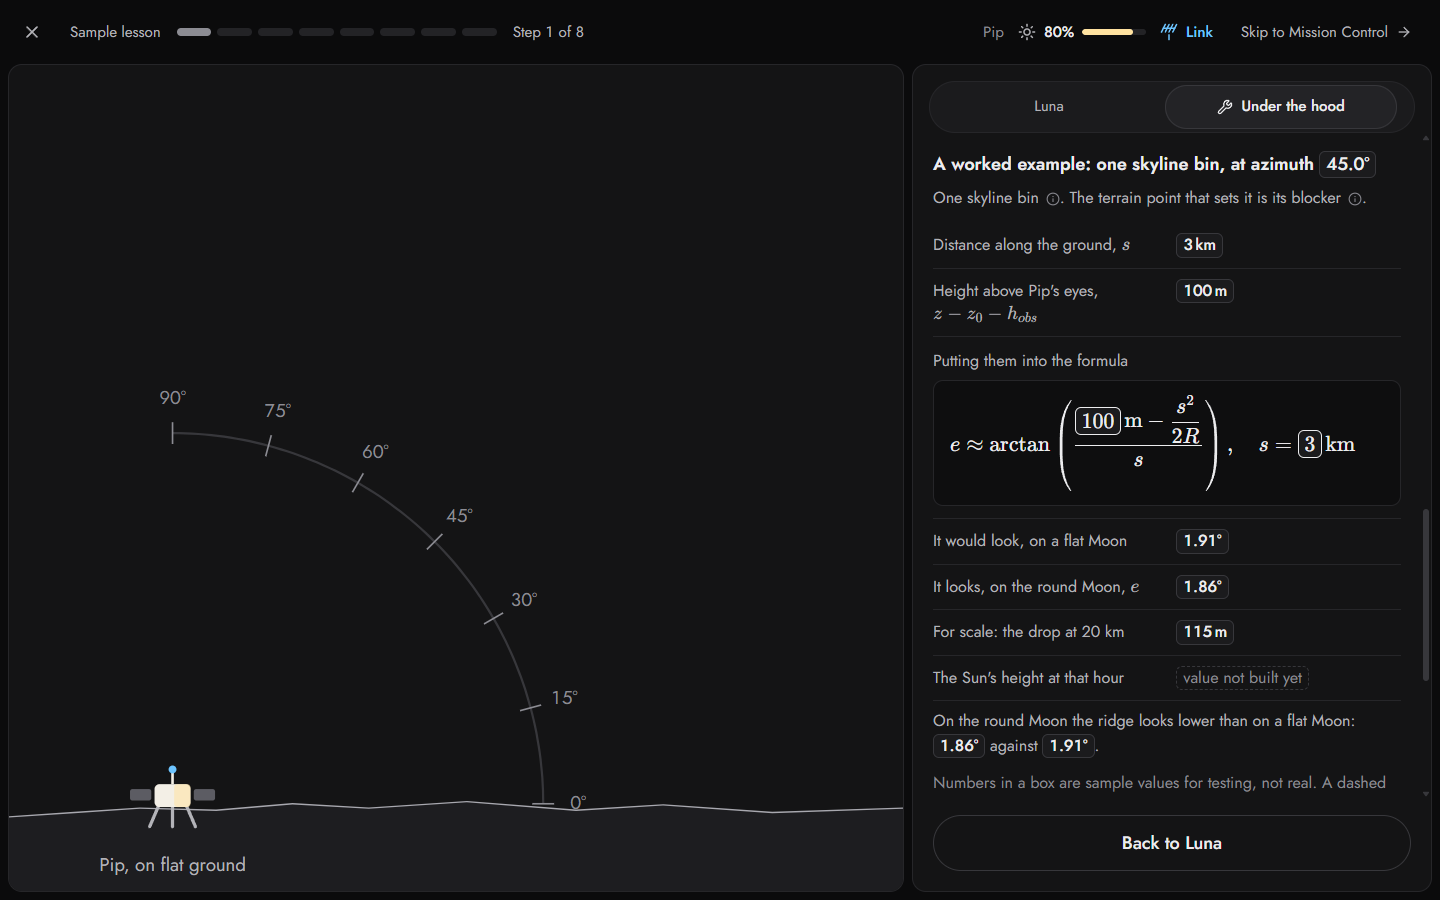 Sample lesson
Step 1 of 8
Pip
80%
Link
Skip to Mission Control
Luna
Under the hood
A worked example: one skyline bin, at azimuth 45.0°
One skyline bin ⓘ. The terrain point that sets it is its blocker ⓘ.
Distance along the ground, s
3 km
Height above Pip's eyes,
z − z₀ − h_obs
100 m
Putting them into the formula
e ≈ arctan ( (100 m − s²/2R) / s ), s = 3 km
It would look, on a flat Moon
1.91°
It looks, on the round Moon, e
1.86°
For scale: the drop at 20 km
115 m
The Sun's height at that hour
value not built yet
On the round Moon the ridge looks lower than on a flat Moon:
1.86° against 1.91°.
Numbers in a box are sample values for testing, not real. A dashed
Back to Luna
90°
75°
60°
45°
30°
15°
0°
Pip, on flat ground